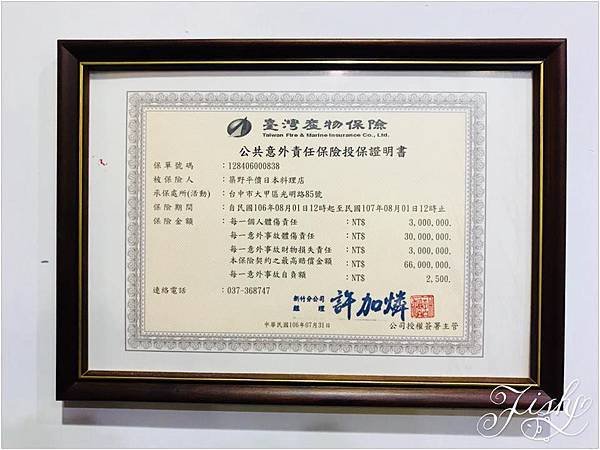 臺灣產物保險
Taiwan Fire & Marine Insurance Co., Ltd.
公共意外責任保險投保證明書
保單號碼：128406000838
被保險人：築野平價日本料理店
承保處所(活動)：台中市大甲區光明路85號
保險期間：自民國106年08月01日12時起至民國107年08月01日12時止
保險金額：每一個人體傷責任：NT$ 3,000,000.
每一意外事故體傷責任：NT$ 30,000,000.
每一意外事故財物損失責任：NT$ 3,000,000.
本保險契約之最高賠償金額：NT$ 66,000,000.
每一意外事故自負額：NT$ 2,500.
連絡電話：037-368747
新竹分公司
經理 許加燐
中華民國106年07月31日
公司授權簽署主管
Fishy